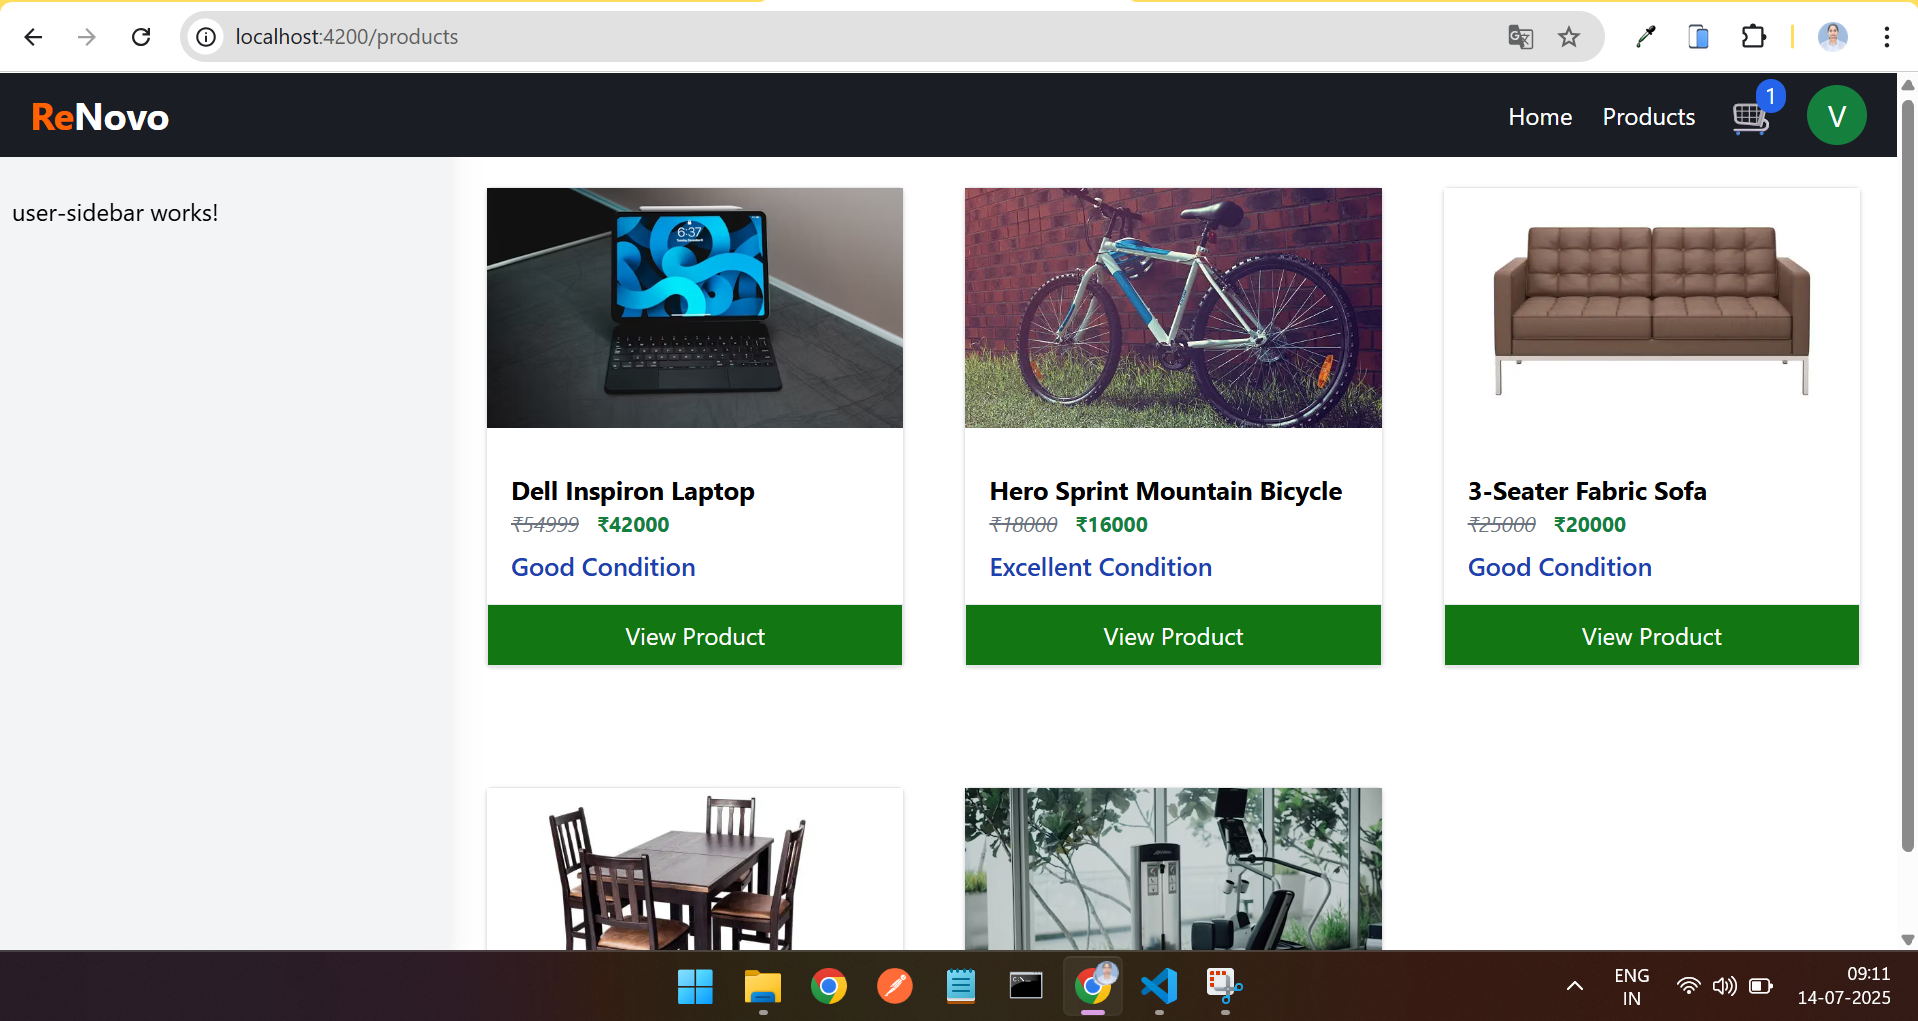 localhost:4200/products
ReNovo
Home
Products
1
V
user-sidebar works!
6:37
Dell Inspiron Laptop
₹54999 ₹42000
Good Condition
View Product
Hero Sprint Mountain Bicycle
₹18000 ₹16000
Excellent Condition
View Product
3-Seater Fabric Sofa
₹25000 ₹20000
Good Condition
View Product
ENG
IN
09:11
14-07-2025